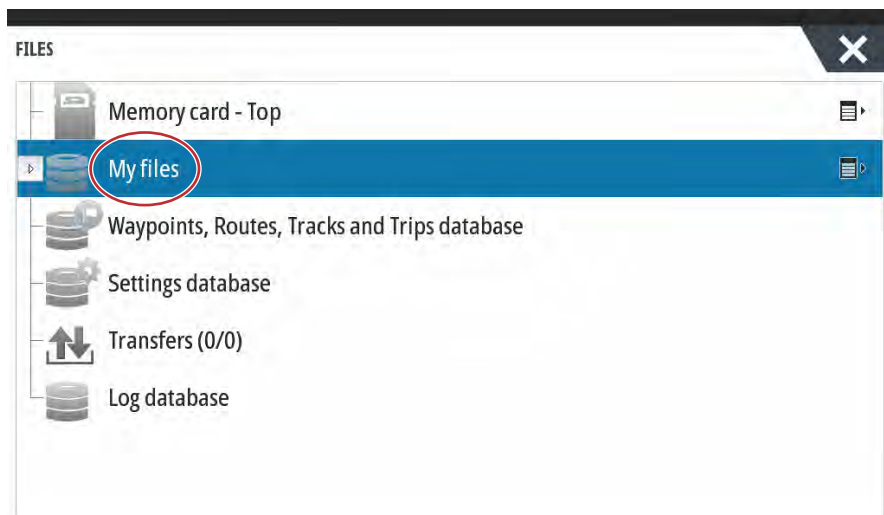 FILES
Memory card - Top
My files
Waypoints, Routes, Tracks and Trips database
Settings database
Transfers (0/0)
Log database